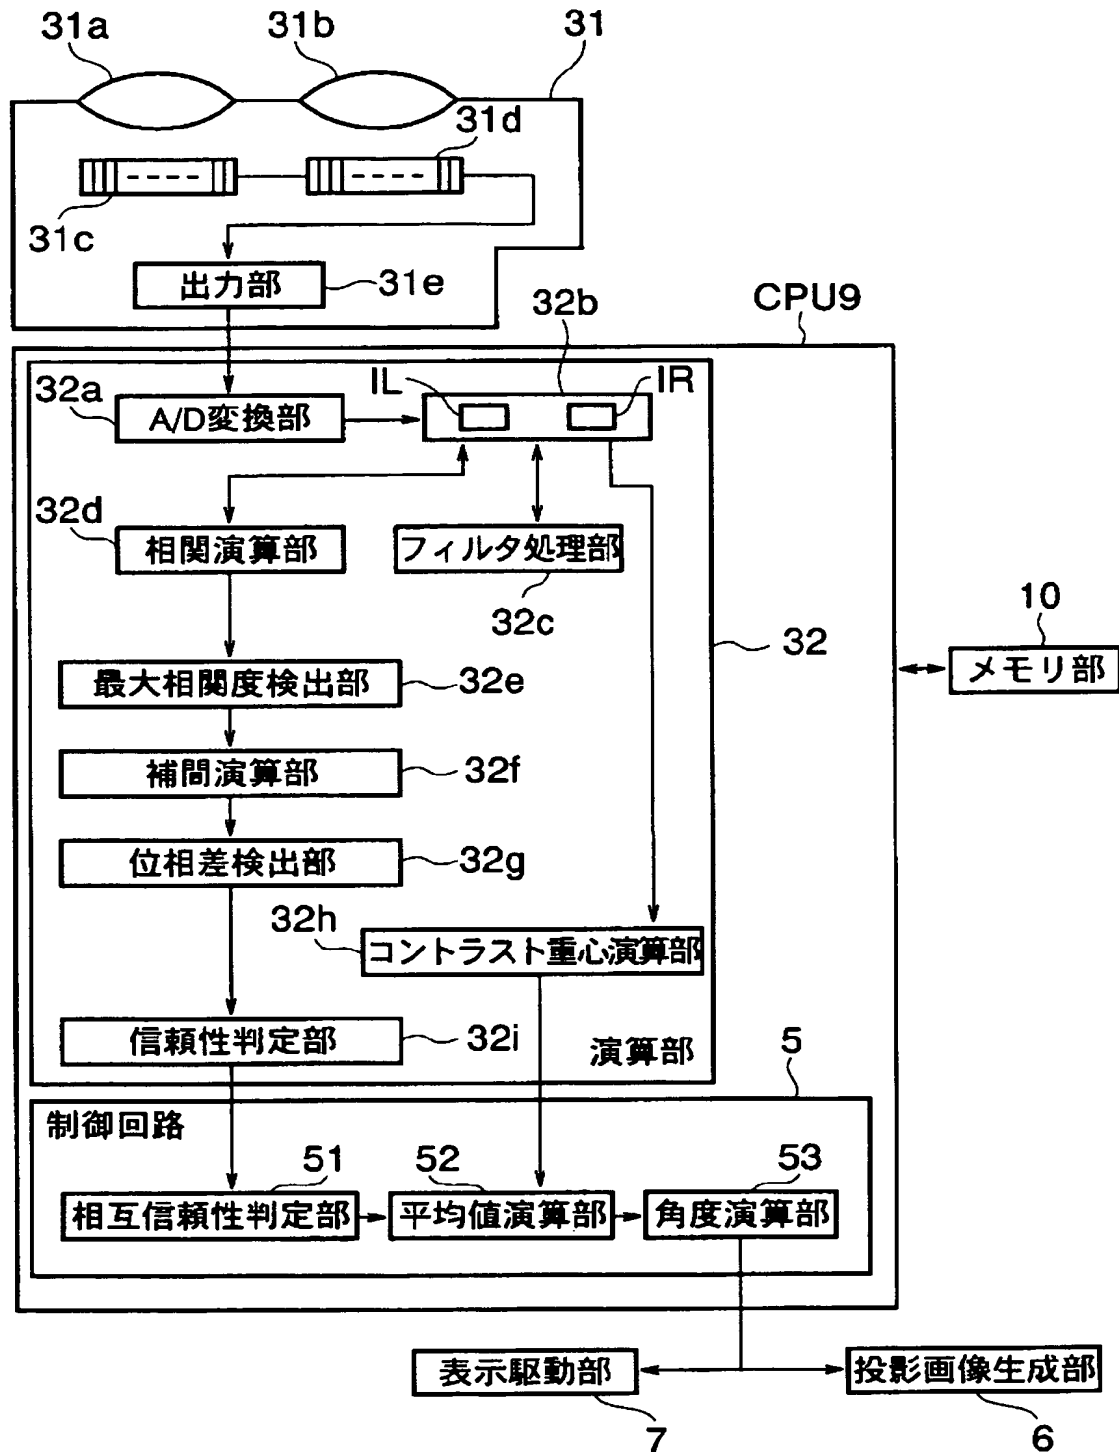 31a
31b
31
31d
31c
出力部
31e
CPU9
32b
IL
IR
32a
A/D変換部
32d
相関演算部
フィルタ処理部
32c
10
メモリ部
32
最大相関度検出部
32e
補間演算部
32f
位相差検出部
32g
32h
コントラスト重心演算部
信頼性判定部
32i
演算部
5
制御回路
51
52
53
相互信頼性判定部
平均値演算部
角度演算部
表示駆動部
投影画像生成部
7
6